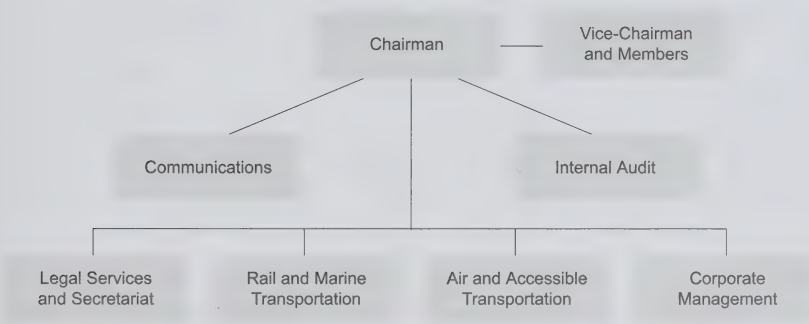 Chairman
Vice-Chairman
and Members
Communications
Internal Audit
Legal Services
and Secretariat
Rail and Marine
Transportation
Air and Accessible
Transportation
Corporate
Management